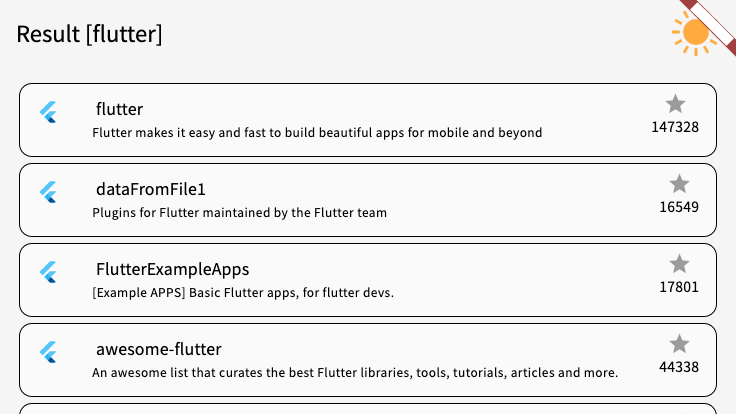 Result [flutter]
flutter
Flutter makes it easy and fast to build beautiful apps for mobile and beyond
147328
dataFromFile1
Plugins for Flutter maintained by the Flutter team
16549
FlutterExampleApps
[Example APPS] Basic Flutter apps, for flutter devs.
17801
awesome-flutter
An awesome list that curates the best Flutter libraries, tools, tutorials, articles and more.
44338